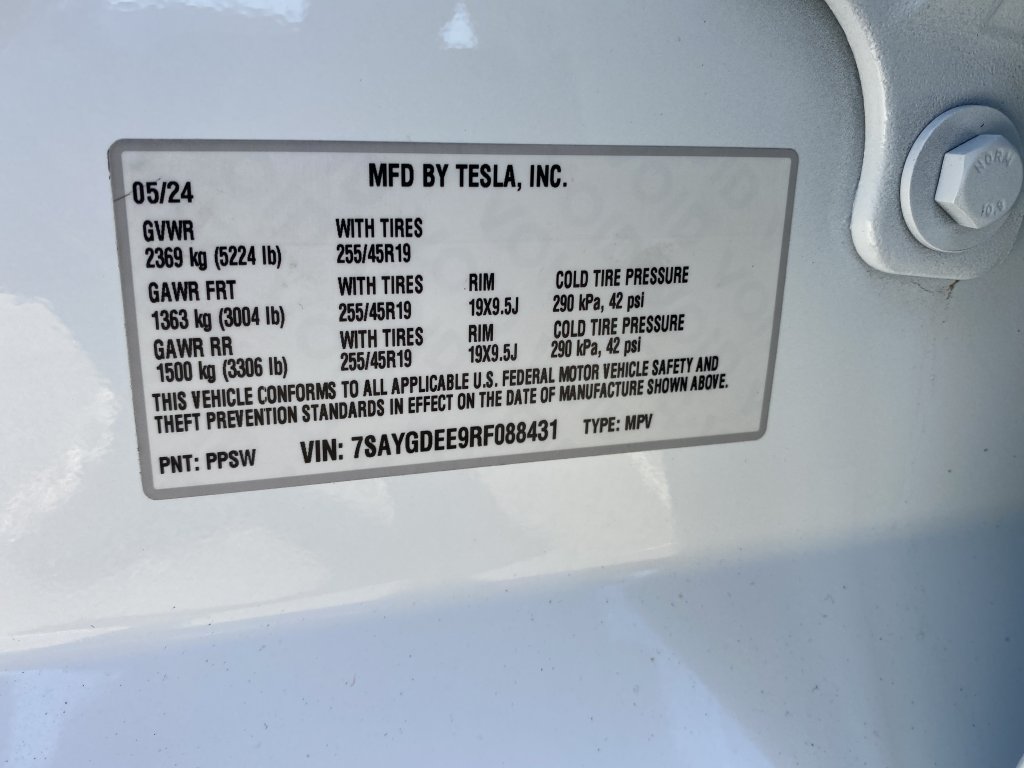 MFD BY TESLA, INC.
05/24
GVWR WITH TIRES
2369 kg (5224 lb) 255/45R19
GAWR FRT WITH TIRES RIM COLD TIRE PRESSURE
1363 kg (3004 lb) 255/45R19 19X9.5J 290 kPa, 42 psi
GAWR RR WITH TIRES RIM COLD TIRE PRESSURE
1500 kg (3306 lb) 255/45R19 19X9.5J 290 kPa, 42 psi
THIS VEHICLE CONFORMS TO ALL APPLICABLE U.S. FEDERAL MOTOR VEHICLE SAFETY AND
THEFT PREVENTION STANDARDS IN EFFECT ON THE DATE OF MANUFACTURE SHOWN ABOVE.
PNT: PPSW VIN: 7SAYGDEE9RF088431 TYPE: MPV
10.9